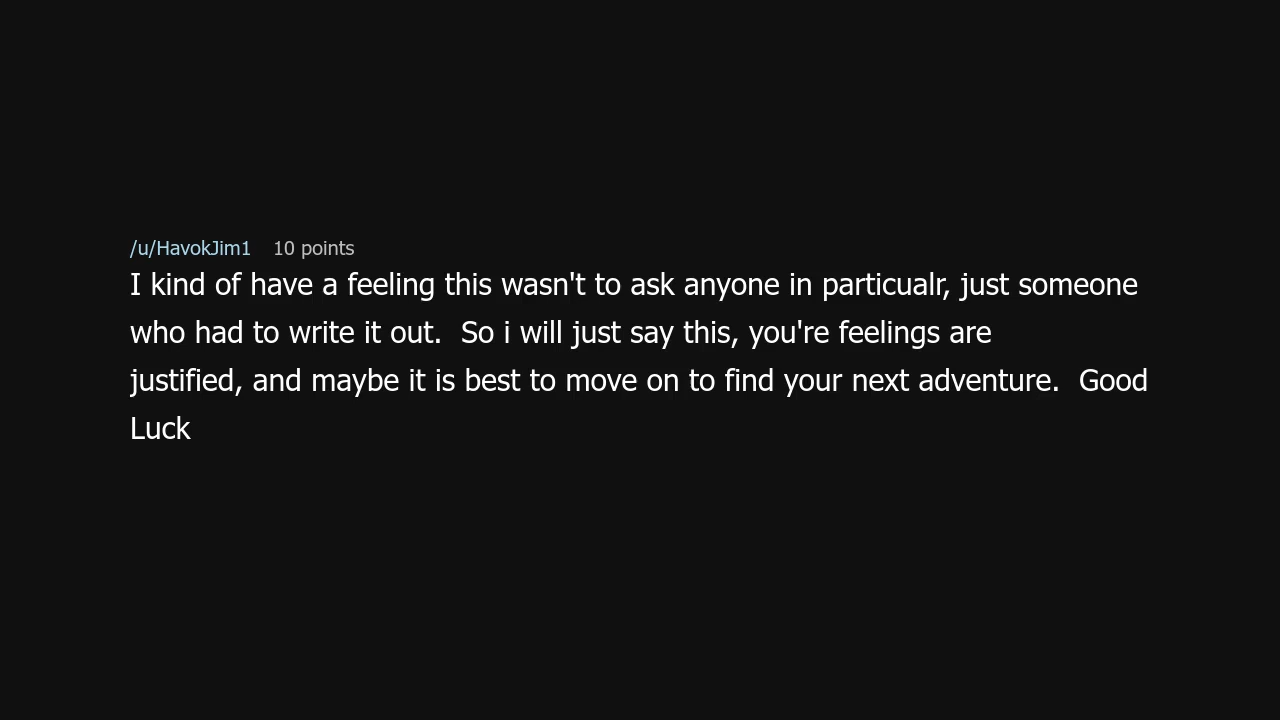 /u/HavokJim1 10 points
I kind of have a feeling this wasn't to ask anyone in particualr, just someone
who had to write it out.  So i will just say this, you're feelings are
justified, and maybe it is best to move on to find your next adventure.  Good
Luck